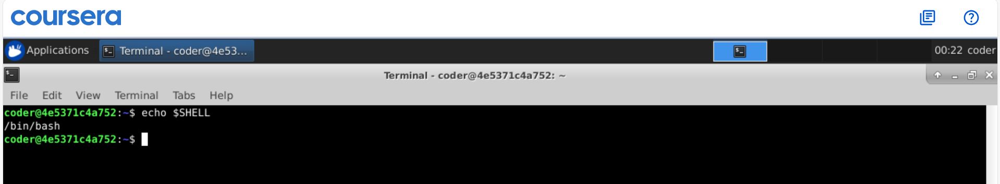 coursera
Applications
Terminal - coder@4e53...
00:22 coder
Terminal - coder@4e5371c4a752: ~
File Edit View Terminal Tabs Help
coder@4e5371c4a752:~$ echo $SHELL
/bin/bash
coder@4e5371c4a752:~$